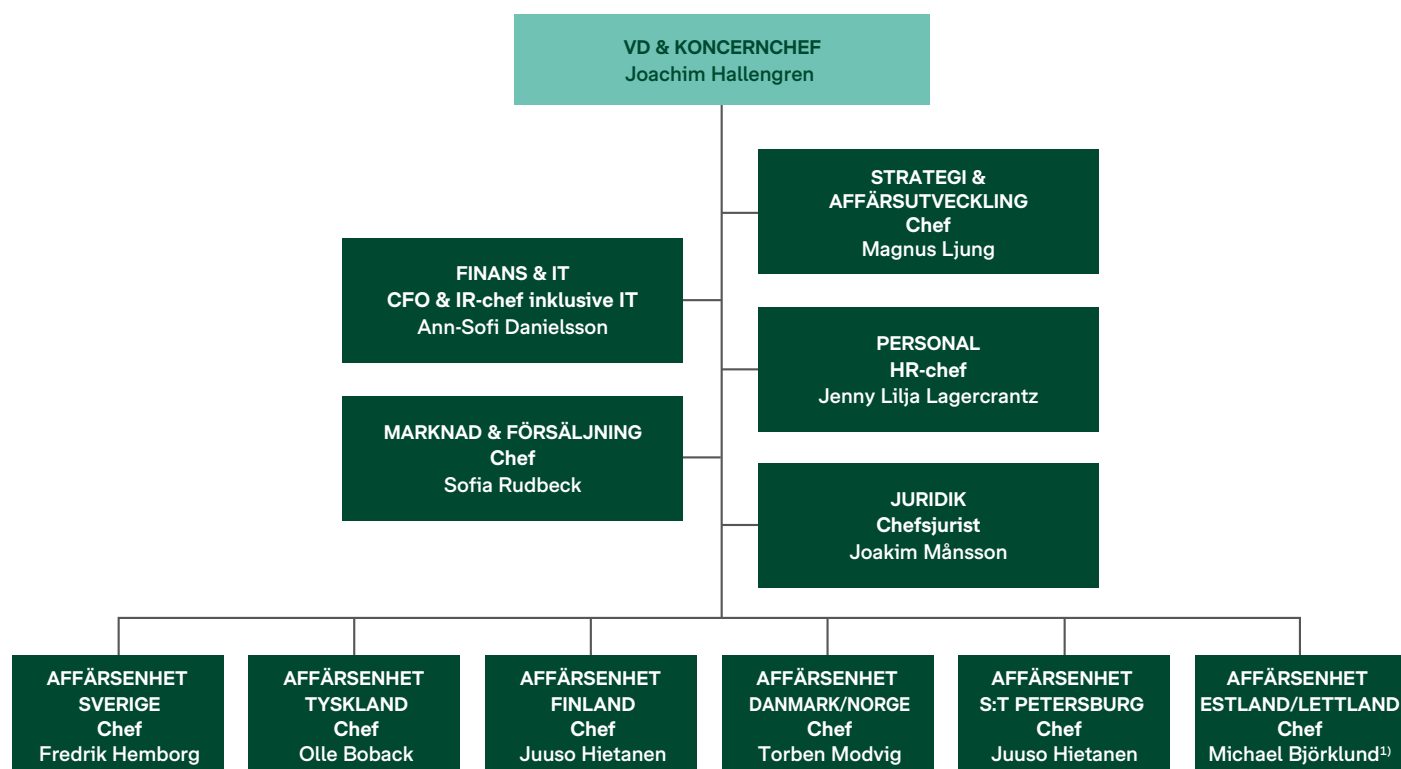 VD & KONCERNCHEF
Joachim Hallengren
STRATEGI &
AFFÄRSUTVECKLING
Chef
Magnus Ljung
FINANS & IT
CFO & IR-chef inklusive IT
Ann-Sofi Danielsson
PERSONAL
HR-chef
Jenny Lilja Lagercrantz
MARKNAD & FÖRSÄLJNING
Chef
Sofia Rudbeck
JURIDIK
Chefsjurist
Joakim Månsson
AFFÄRSENHET
SVERIGE
Chef
Fredrik Hemborg
AFFÄRSENHET
TYSKLAND
Chef
Olle Boback
AFFÄRSENHET
FINLAND
Chef
Juuso Hietanen
AFFÄRSENHET
DANMARK/NORGE
Chef
Torben Modvig
AFFÄRSENHET
S:T PETERSBURG
Chef
Juuso Hietanen
AFFÄRSENHET
ESTLAND/LETTLAND
Chef
Michael Björklund¹⁾